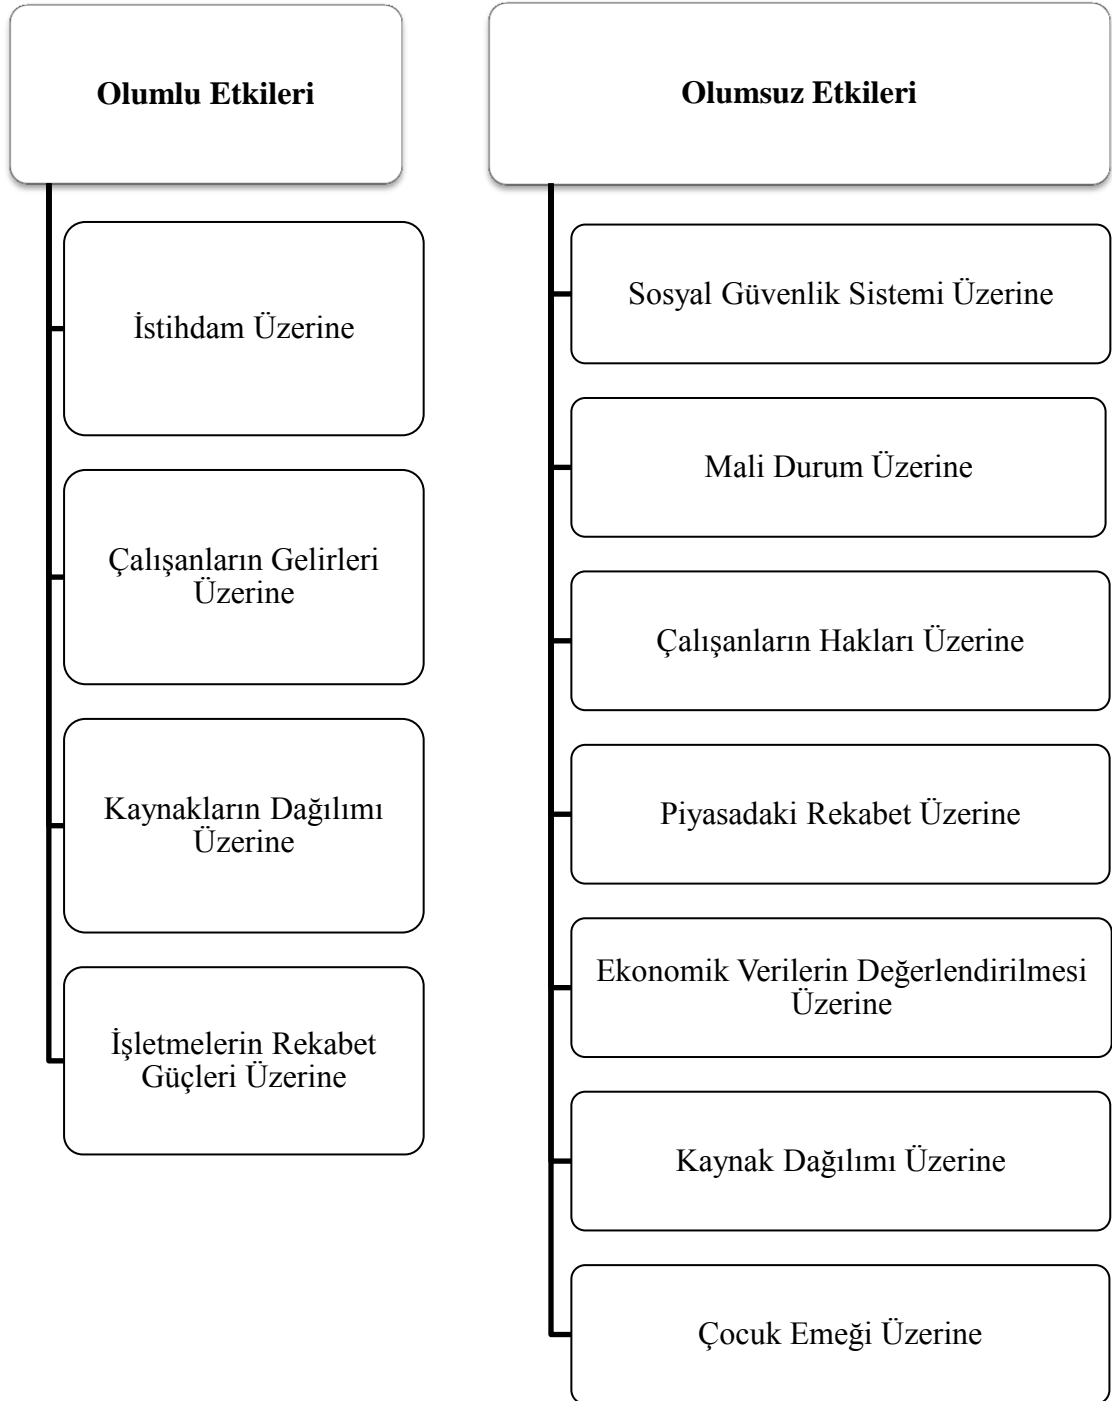 Olumlu Etkileri
İstihdam Üzerine
Çalışanların Gelirleri
Üzerine
Kaynakların Dağılımı
Üzerine
İşletmelerin Rekabet
Güçleri Üzerine
Olumsuz Etkileri
Sosyal Güvenlik Sistemi Üzerine
Mali Durum Üzerine
Çalışanların Hakları Üzerine
Piyasadaki Rekabet Üzerine
Ekonomik Verilerin Değerlendirilmesi
Üzerine
Kaynak Dağılımı Üzerine
Çocuk Emeği Üzerine